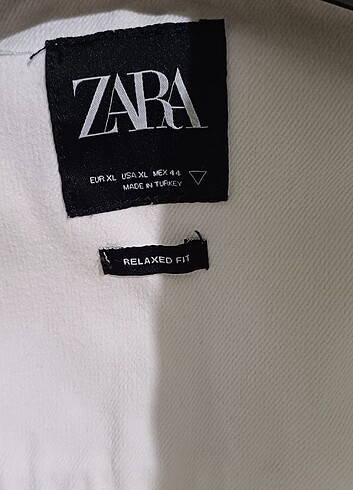 ZARA
EUR XL USA XL MEX 44
MADE IN TURKEY
RELAXED FIT